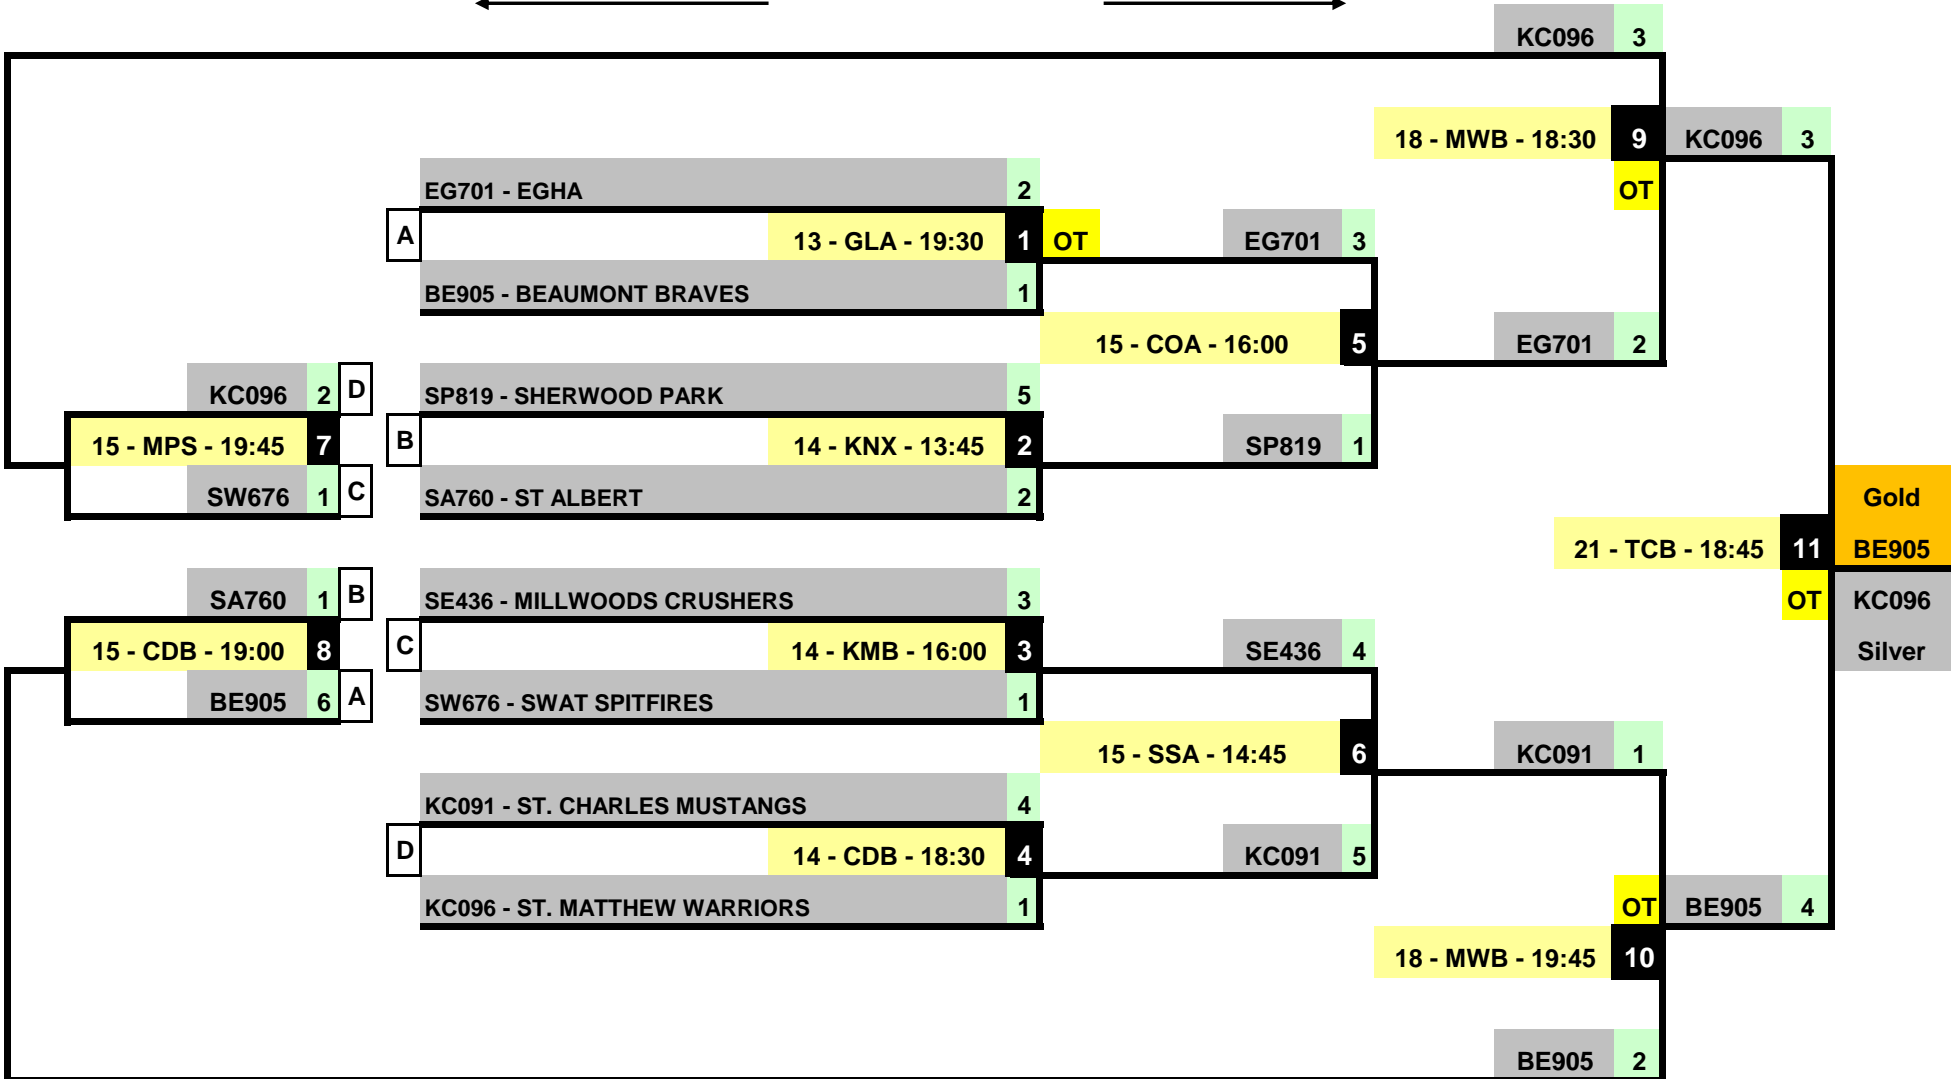 KC096 3
18 - MWB - 18:30 9 KC096 3
EG701 - EGHA 2 OT
A 13 - GLA - 19:30 1 OT EG701 3
BE905 - BEAUMONT BRAVES 1
15 - COA - 16:00 5 EG701 2
KC096 2 D SP819 - SHERWOOD PARK 5
15 - MPS - 19:45 7 B 14 - KNX - 13:45 2 SP819 1
SW676 1 C SA760 - ST ALBERT 2 Gold
21 - TCB - 18:45 11 BE905
SA760 1 B SE436 - MILLWOODS CRUSHERS 3 OT KC096
15 - CDB - 19:00 8 C 14 - KMB - 16:00 3 SE436 4 Silver
BE905 6 A SW676 - SWAT SPITFIRES 1
15 - SSA - 14:45 6 KC091 1
KC091 - ST. CHARLES MUSTANGS 4
D 14 - CDB - 18:30 4 KC091 5
KC096 - ST. MATTHEW WARRIORS 1 OT BE905 4
18 - MWB - 19:45 10
BE905 2